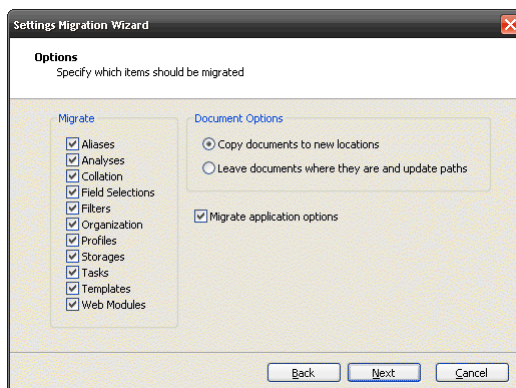 Settings Migration Wizard
Options
Specify which items should be migrated
Migrate
Aliases
Analyses
Collation
Field Selections
Filters
Organization
Profiles
Storages
Tasks
Templates
Web Modules
Document Options
Copy documents to new locations
Leave documents where they are and update paths
Migrate application options
Back
Next
Cancel